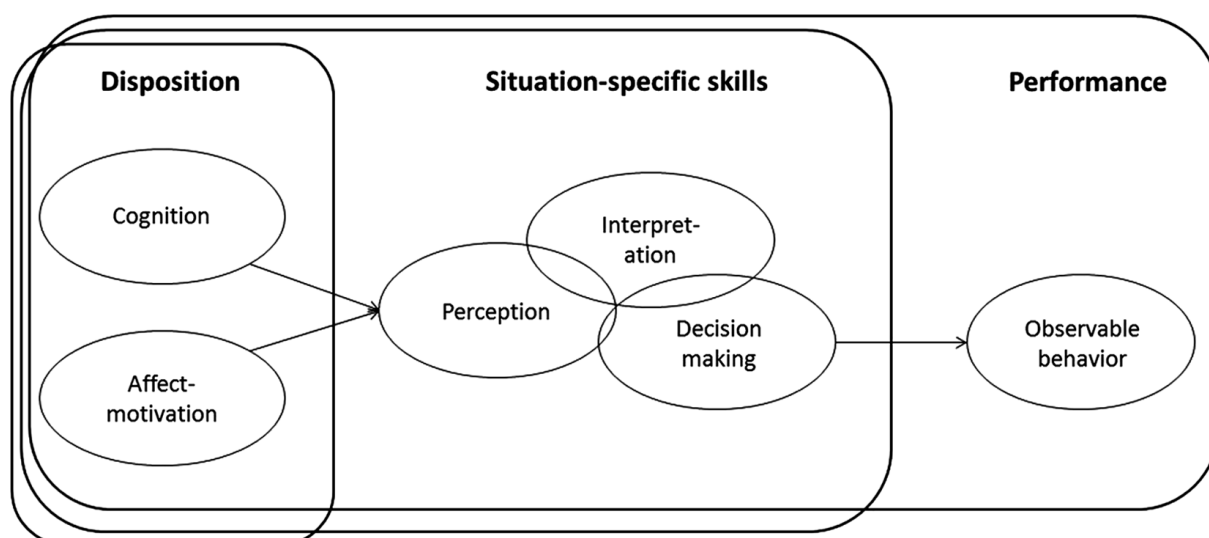 Disposition
Situation-specific skills
Performance
Cognition
Affect-
motivation
Perception
Interpret-
ation
Decision
making
Observable
behavior